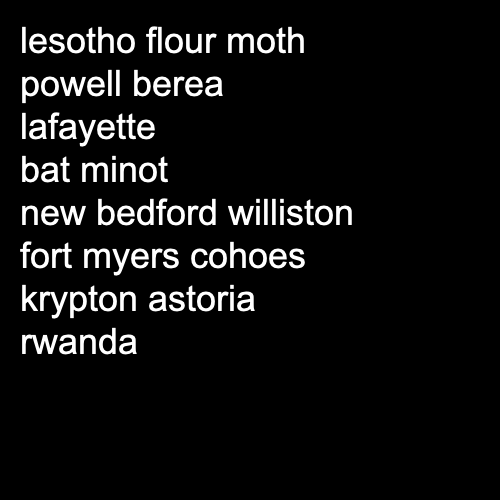 lesotho flour moth
powell berea
lafayette
bat minot
new bedford williston
fort myers cohoes
krypton astoria
rwanda